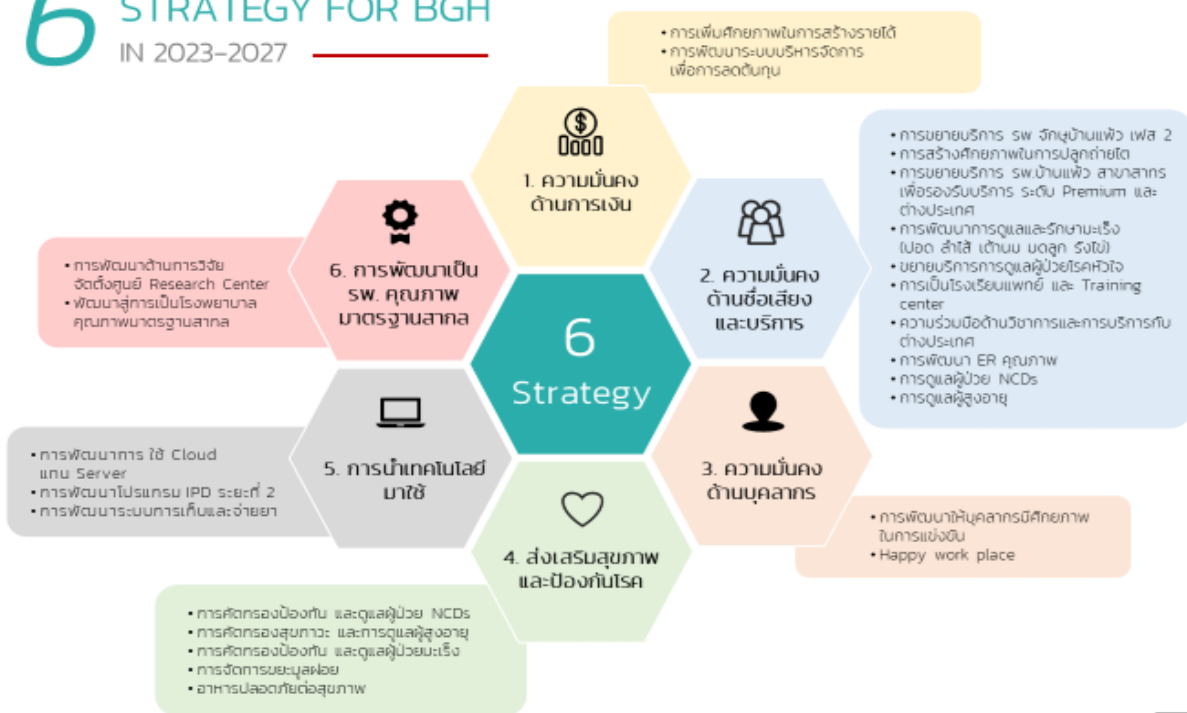 6 STRATEGY FOR BGH
IN 2023-2027
• การเพิ่มศักยภาพในการสร้างรายได้
• การพัฒนาระบบบริหารจัดการ
เพื่อการลดต้นทุน
1. ความมั่นคง
ด้านการเงิน
• การขยายบริการ รพ จักษุบ้านแพ้ว เฟส 2
• การสร้างศักยภาพในการปลูกถ่ายไต
• การขยายบริการ รพ.บ้านแพ้ว สาขาสาทร
เพื่อรองรับบริการ ระดับ Premium และ
ต่างประเทศ
• การพัฒนาการดูแลและรักษามะเร็ง
(ปอด ลำไส้ เต้านม มดลูก รังไข่)
• ขยายบริการการดูแลผู้ป่วยโรคหัวใจ
• การเป็นโรงเรียนแพทย์ และ Training
center
• ความร่วมมือด้านวิชาการและการบริการกับ
ต่างประเทศ
• การพัฒนา ER คุณภาพ
• การดูแลผู้ป่วย NCDs
• การดูแลผู้สูงอายุ
2. ความมั่นคง
ด้านชื่อเสียง
และบริการ
6. การพัฒนาเป็น
รพ. คุณภาพ
มาตรฐานสากล
• การพัฒนาด้านการวิจัย
จัดตั้งศูนย์ Research Center
• พัฒนาสู่การเป็นโรงพยาบาล
คุณภาพมาตรฐานสากล
6
Strategy
5. การนำเทคโนโลยี
มาใช้
• การพัฒนาการ ใช้ Cloud
แทน Server
• การพัฒนาโปรแกรม IPD ระยะที่ 2
• การพัฒนาระบบการเก็บและจ่ายยา
3. ความมั่นคง
ด้านบุคลากร
• การพัฒนาให้บุคลากรมีศักยภาพ
ในการแข่งขัน
• Happy work place
4. ส่งเสริมสุขภาพ
และป้องกันโรค
• การคัดกรองป้องกัน และดูแลผู้ป่วย NCDs
• การคัดกรองสุขภาวะ และการดูแลผู้สูงอายุ
• การคัดกรองป้องกัน และดูแลผู้ป่วยมะเร็ง
• การจัดการขยะมูลฝอย
• อาหารปลอดภัยต่อสุขภาพ